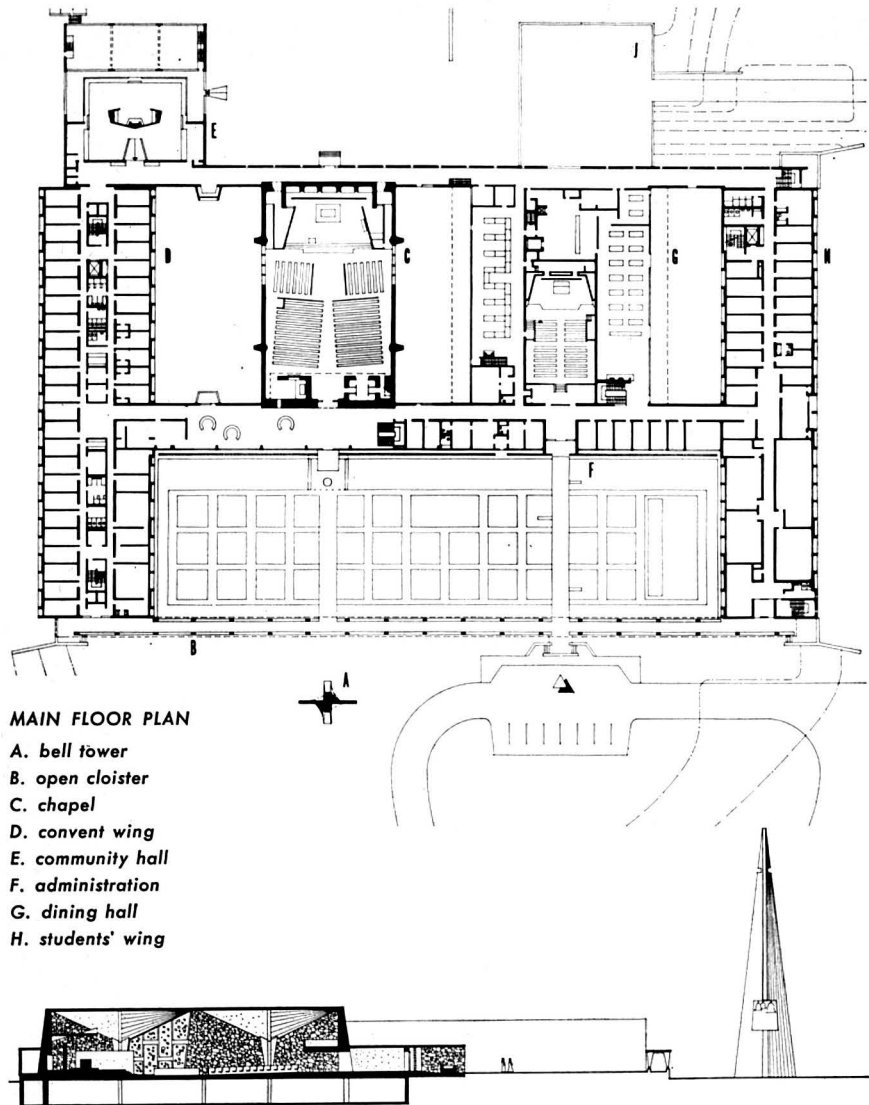 J
E
D
C
G
H
F
B
A
MAIN FLOOR PLAN
A. bell tower
B. open cloister
C. chapel
D. convent wing
E. community hall
F. administration
G. dining hall
H. students' wing